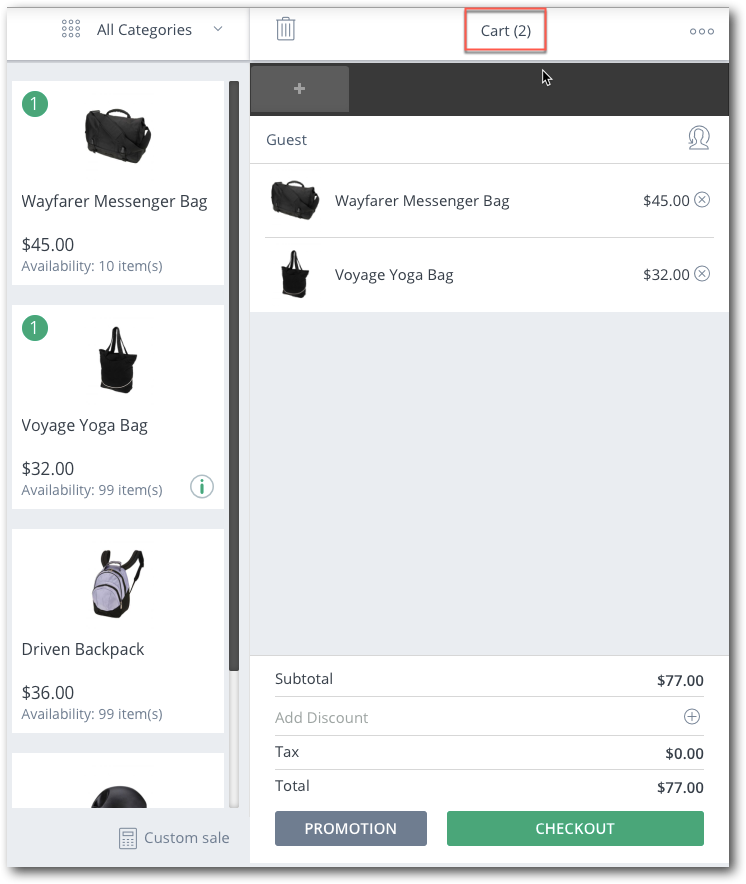 All Categories
Cart (2)
1
Wayfarer Messenger Bag
$45.00
Availability: 10 item(s)
1
Voyage Yoga Bag
$32.00
Availability: 99 item(s)
Driven Backpack
$36.00
Availability: 99 item(s)
Custom sale
Guest
Wayfarer Messenger Bag $45.00
Voyage Yoga Bag $32.00
Subtotal $77.00
Add Discount
Tax $0.00
Total $77.00
PROMOTION CHECKOUT